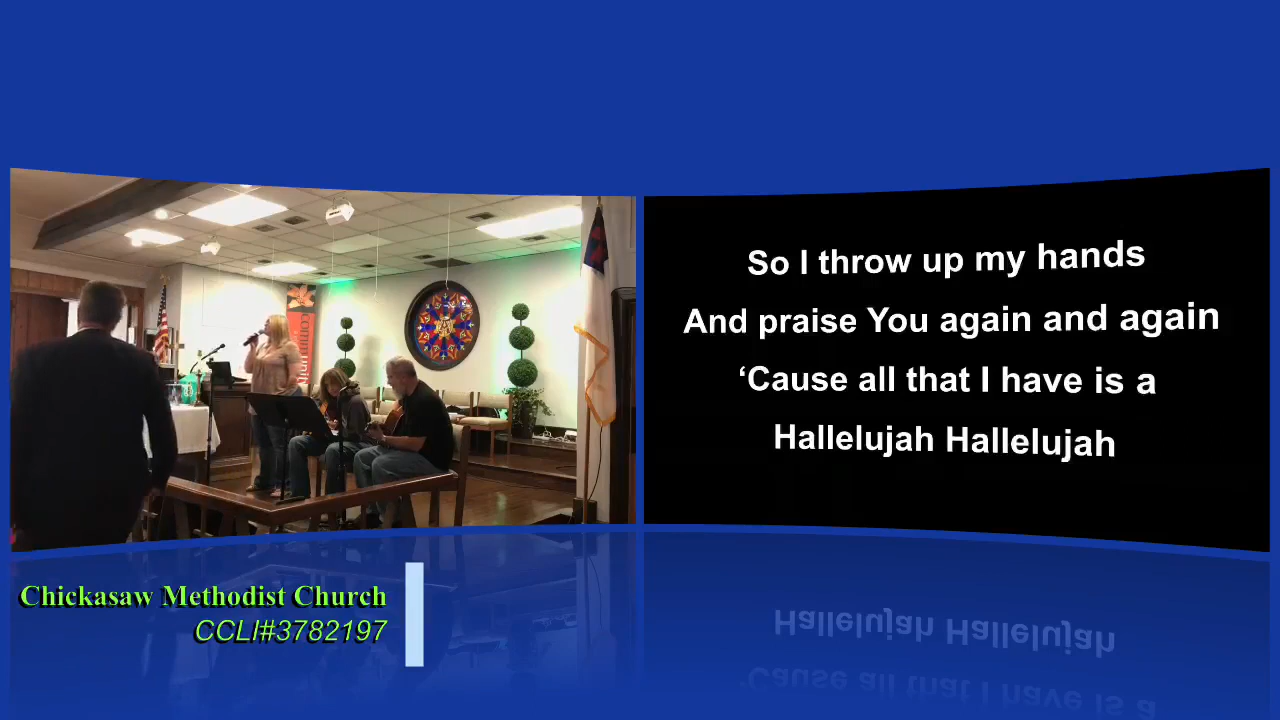 So I throw up my hands
And praise You again and again
‘Cause all that I have is a
Hallelujah Hallelujah
Chickasaw Methodist Church
CCLI#3782197